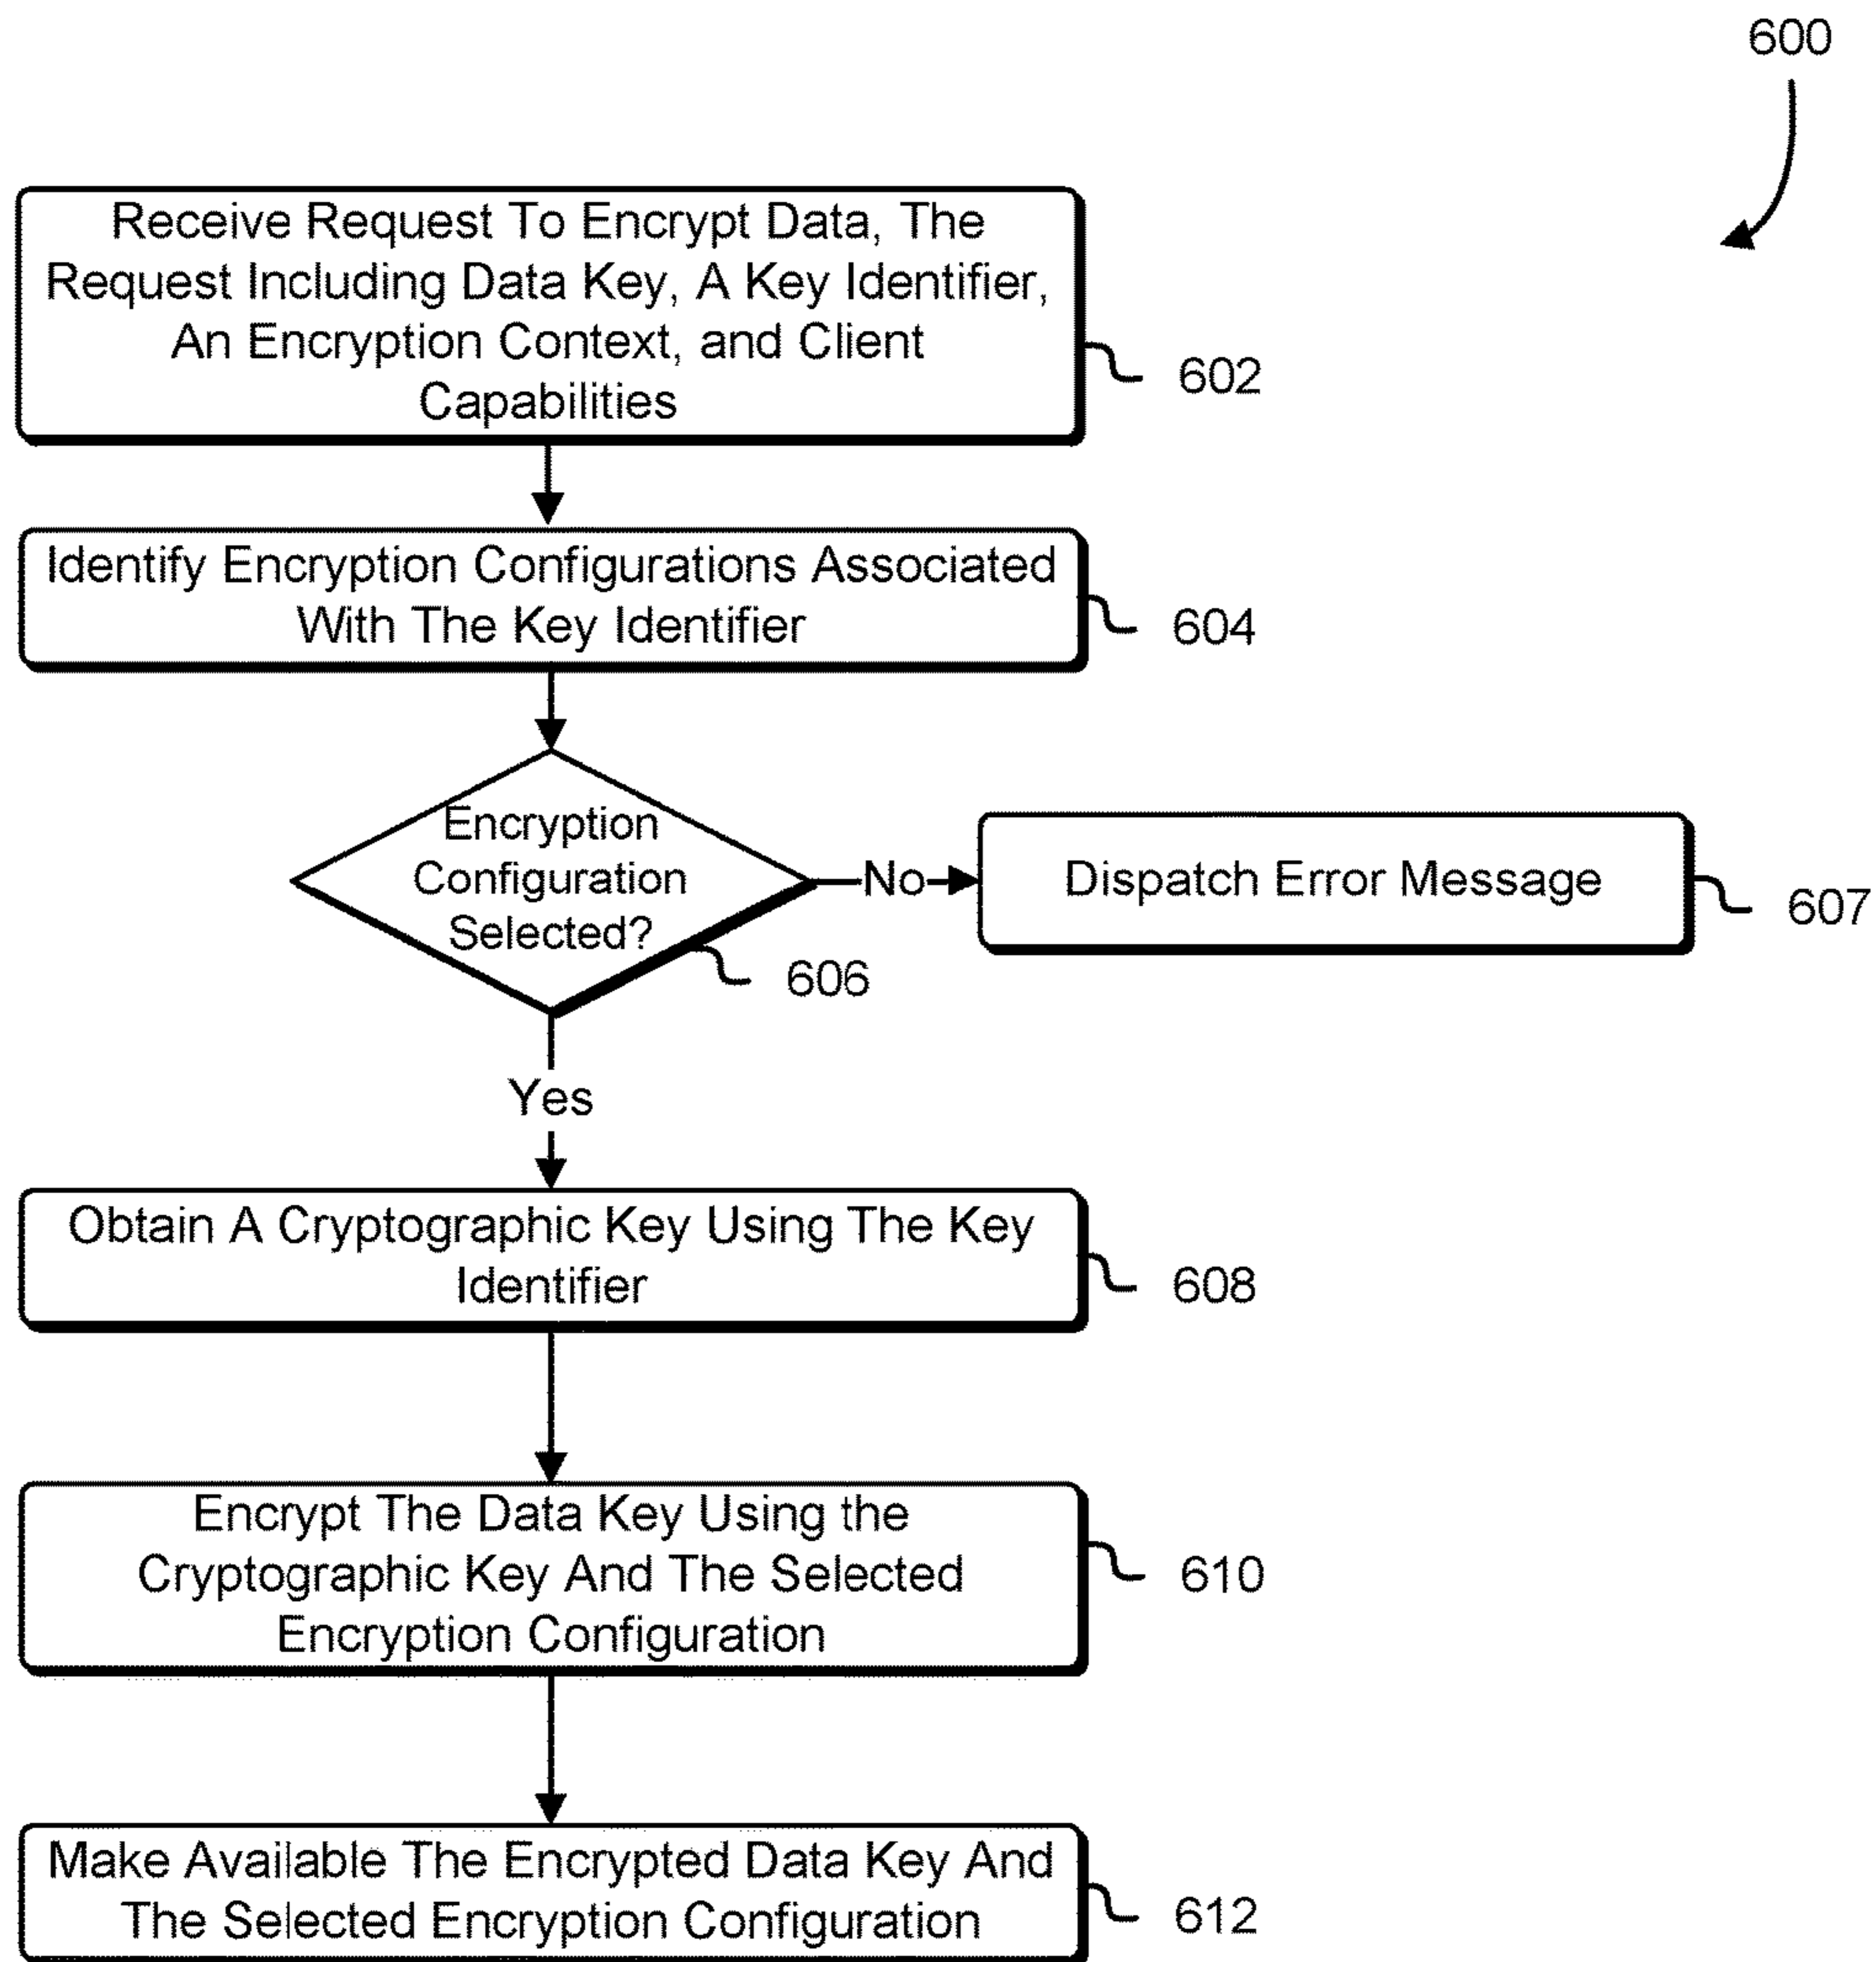 600
Receive Request To Encrypt Data, The
Request Including Data Key, A Key Identifier,
An Encryption Context, and Client
Capabilities
602
Identify Encryption Configurations Associated
With The Key Identifier
604
Encryption
Configuration
Selected?
606
No
Dispatch Error Message
607
Yes
Obtain A Cryptographic Key Using The Key
Identifier
608
Encrypt The Data Key Using the
Cryptographic Key And The Selected
Encryption Configuration
610
Make Available The Encrypted Data Key And
The Selected Encryption Configuration
612